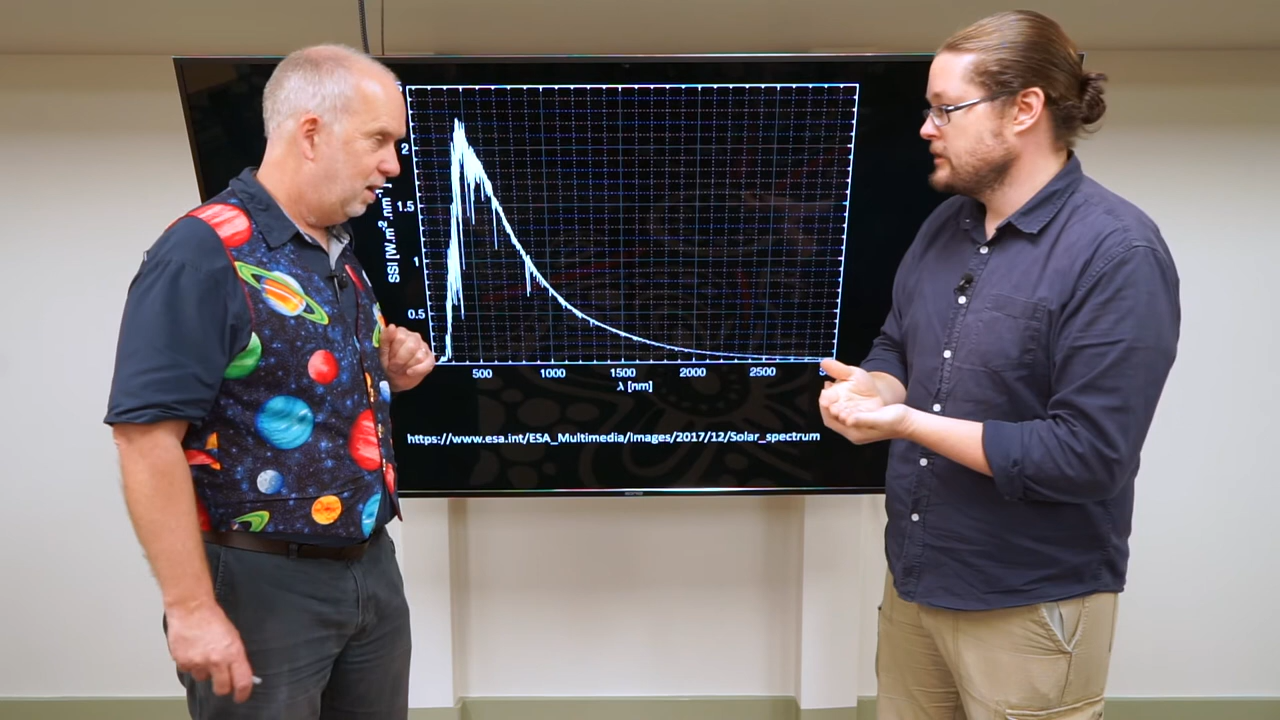 2
1.5
1
0.5
SSI [W.m-2.nm-1]
500 1000 1500 2000 2500
λ [nm]
https://www.esa.int/ESA_Multimedia/Images/2017/12/Solar_spectrum